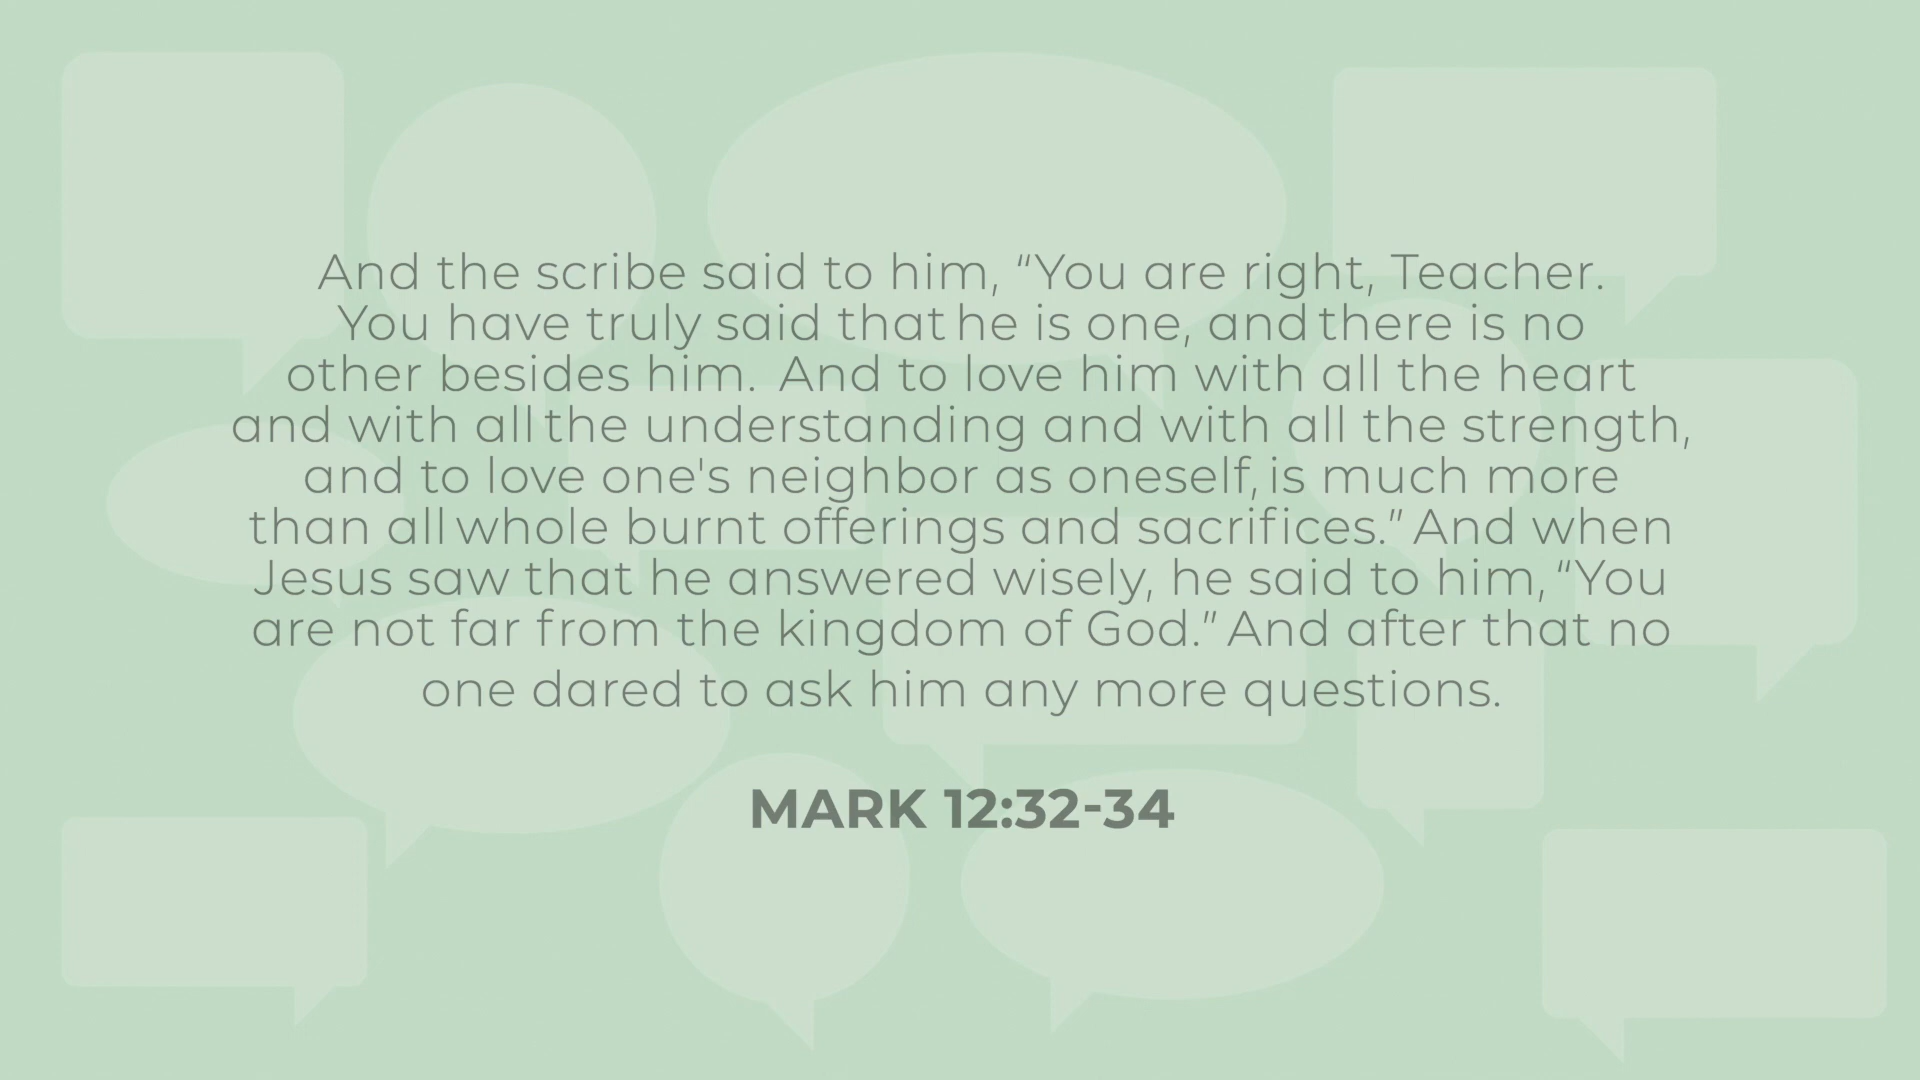 And the scribe said to him, “You are right, Teacher.
You have truly said that he is one, and there is no
other besides him. And to love him with all the heart
and with all the understanding and with all the strength,
and to love one's neighbor as oneself, is much more
than all whole burnt offerings and sacrifices.” And when
Jesus saw that he answered wisely, he said to him, “You
are not far from the kingdom of God.” And after that no
one dared to ask him any more questions.
MARK 12:32-34